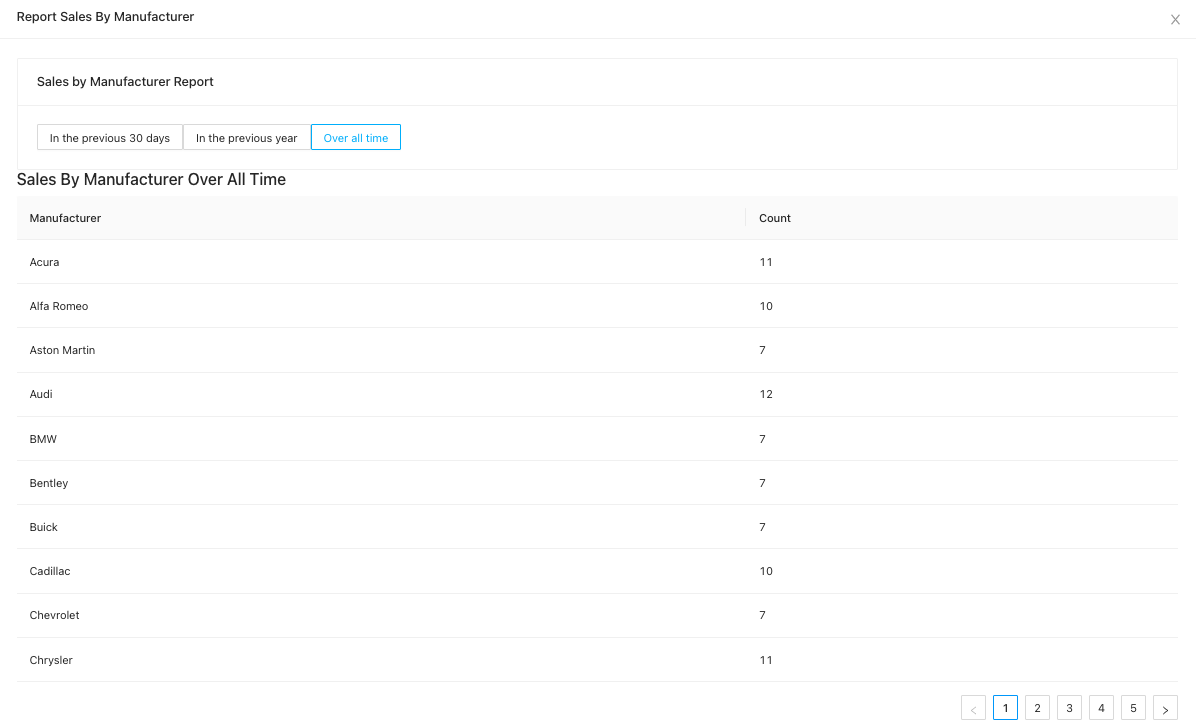 Report Sales By Manufacturer
Sales by Manufacturer Report
In the previous 30 days In the previous year Over all time
Sales By Manufacturer Over All Time
Manufacturer Count
Acura 11
Alfa Romeo 10
Aston Martin 7
Audi 12
BMW 7
Bentley 7
Buick 7
Cadillac 10
Chevrolet 7
Chrysler 11
< 1 2 3 4 5 >